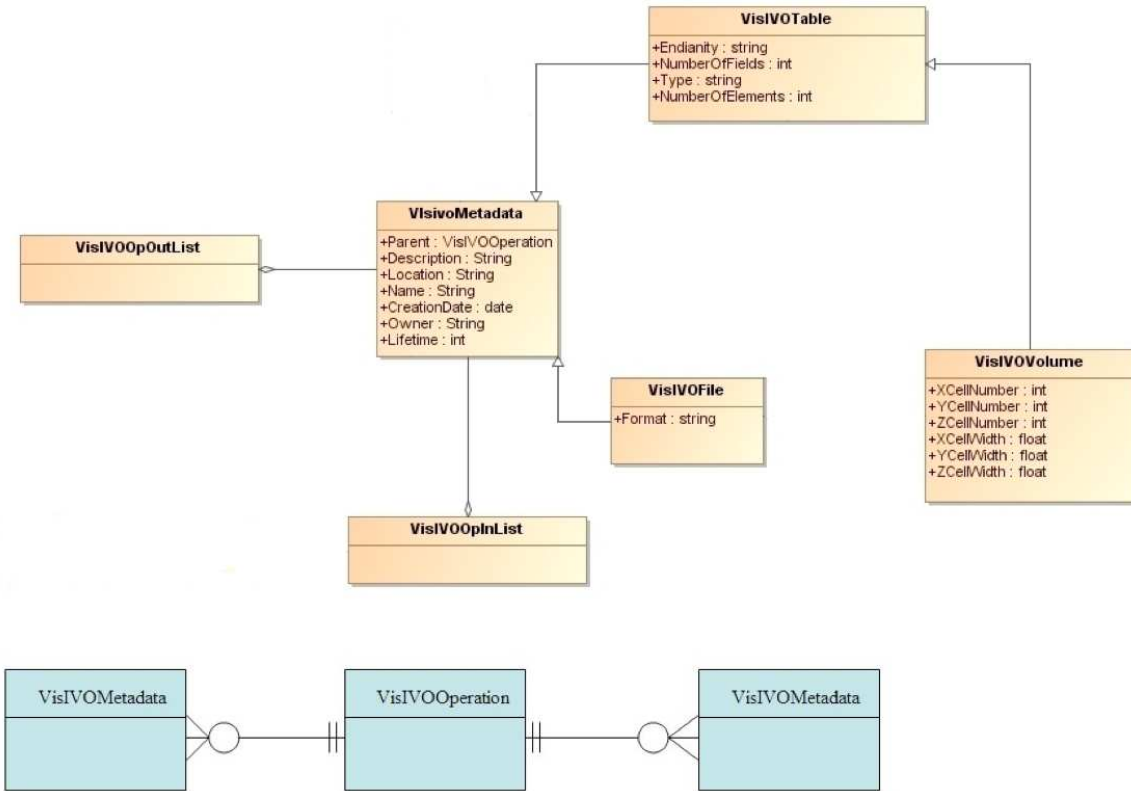 VisIVOTable
+Endianity : string
+NumberOfFields : int
+Type : string
+NumberOfElements : int
VIsivoMetadata
+Parent : VisIVOOperation
+Description : String
+Location : String
+Name : String
+CreationDate : date
+Owner : String
+Lifetime : int
VisIVOOpOutList
VisIVOVolume
+XCellNumber : int
+YCellNumber : int
+ZCellNumber : int
+XCellWidth : float
+YCellWidth : float
+ZCellWidth : float
VisIVOFile
+Format : string
VisIVOOpInList
VisIVOMetadata
VisIVOOperation
VisIVOMetadata